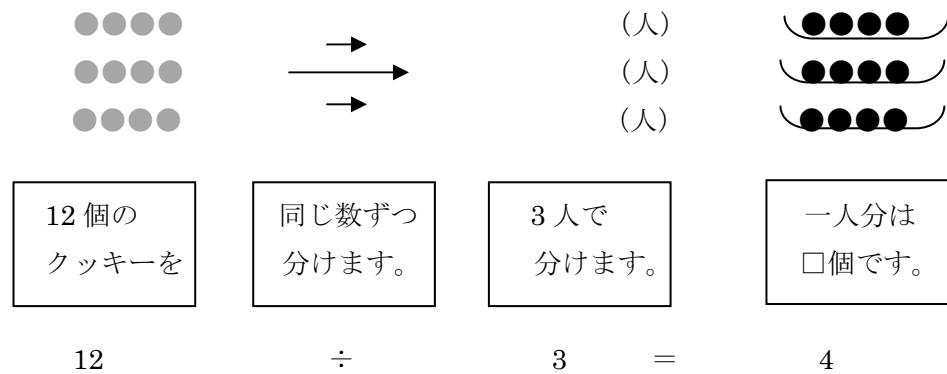 (人)
(人)
(人)
12 個の
クッキーを
同じ数ずつ
分けます。
3 人で
分けます。
一人分は
□個です。
12 ÷ 3 = 4